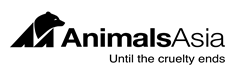 AnimalsAsia
Until the cruelty ends